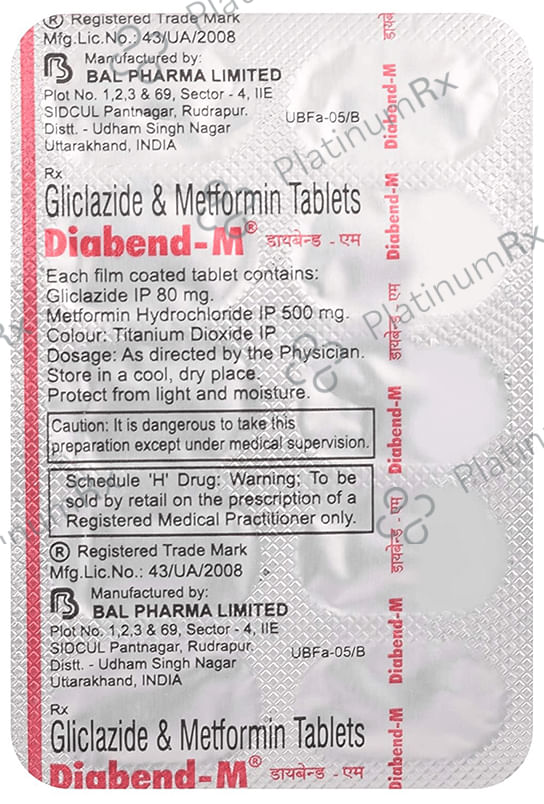 ® Registered Trade Mark
Mfg.Lic.No.: 43/UA/2008
Manufactured by:
BAL PHARMA LIMITED
Plot No. 1,2,3 & 69, Sector - 4, IIE
SIDCUL Pantnagar, Rudrapur.
Distt. - Udham Singh Nagar
Uttarakhand, INDIA
UBFa-05/B
Rx
Gliclazide & Metformin Tablets
Diabend-M® डायबेन्ड - एम
Each film coated tablet contains:
Gliclazide IP 80 mg.
Metformin Hydrochloride IP 500 mg.
Colour: Titanium Dioxide IP
Dosage: As directed by the Physician.
Store in a cool, dry place.
Protect from light and moisture.
Caution: It is dangerous to take this
preparation except under medical supervision.
Schedule 'H' Drug: Warning; To be
sold by retail on the prescription of a
Registered Medical Practitioner only.
® Registered Trade Mark
Mfg.Lic.No.: 43/UA/2008
Manufactured by:
BAL PHARMA LIMITED
Plot No. 1,2,3 & 69, Sector - 4, IIE
SIDCUL Pantnagar, Rudrapur.
Distt. - Udham Singh Nagar
Uttarakhand, INDIA
UBFa-05/B
Rx
Gliclazide & Metformin Tablets
Diabend-M® डायबेन्ड - एम
Diabend-M
Diabend-M
डायबेन्ड - एम
Diabend-M
डायबेन्ड - एम
Diabend-M
Diabend-M
PlatinumRx
PlatinumRx
PlatinumRx